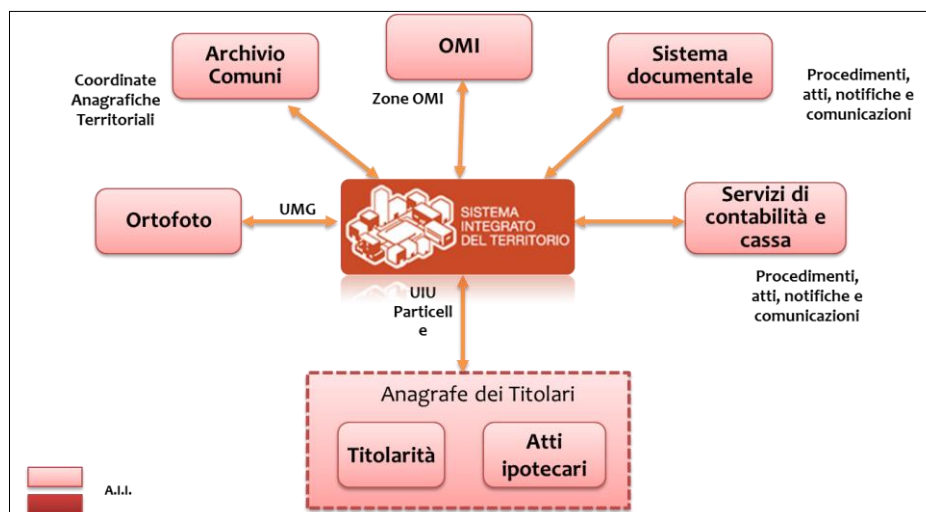 Archivio
Comuni
OMI
Sistema
documentale
Coordinate
Anagrafiche
Territoriali
Zone OMI
Procedimenti,
atti, notifiche e
comunicazioni
Ortofoto
UMG
SISTEMA
INTEGRATO
DEL TERRITORIO
Servizi di
contabilità e
cassa
UIU
Particell
e
Procedimenti,
atti, notifiche e
comunicazioni
Anagrafe dei Titolari
Titolarità
Atti
ipotecari
A.I.I.